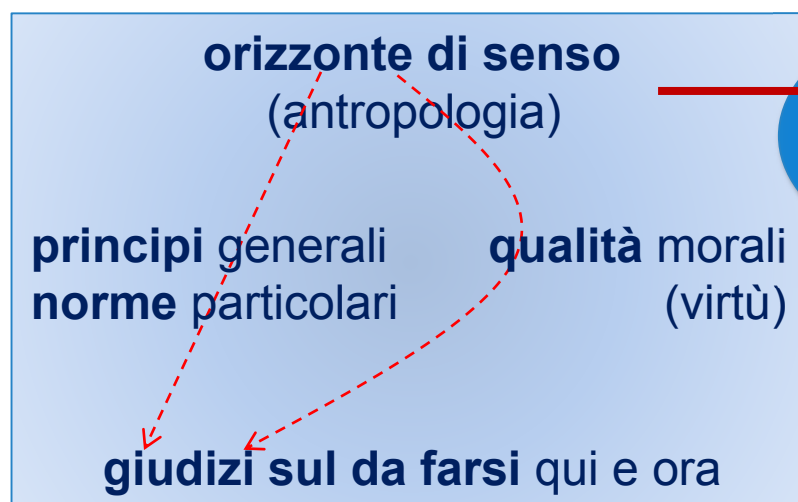 orizzonte di senso
(antropologia)
principi generali
norme particolari
qualità morali
(virtù)
giudizi sul da farsi qui e ora